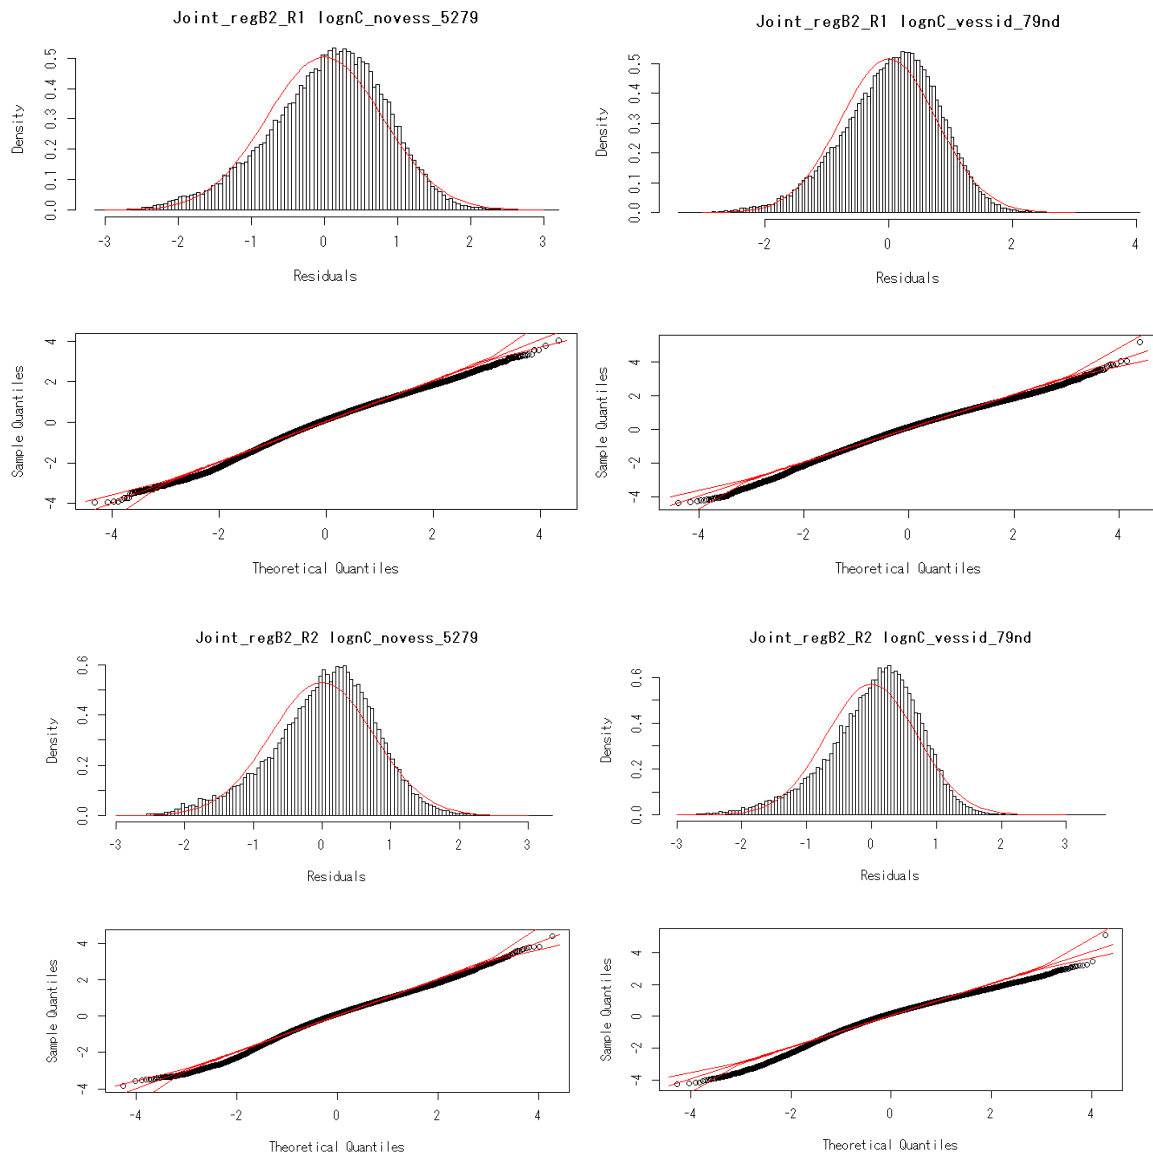 Joint_regB2_R1 lognC_novess_5279
Density
0.0 0.1 0.2 0.3 0.4 0.5
-3 -2 -1 0 1 2 3
Residuals
Joint_regB2_R1 lognC_vessid_79nd
Density
0.0 0.1 0.2 0.3 0.4 0.5
-2 0 2 4
Residuals
Sample Quantiles
-4 -2 0 2 4
-4 -2 0 2 4
Theoretical Quantiles
Sample Quantiles
-4 -2 0 2 4
-4 -2 0 2 4
Theoretical Quantiles
Joint_regB2_R2 lognC_novess_5279
Density
0.0 0.2 0.4 0.6
-3 -2 -1 0 1 2 3
Residuals
Joint_regB2_R2 lognC_vessid_79nd
Density
0.0 0.2 0.4 0.6
-3 -2 -1 0 1 2 3
Residuals
Sample Quantiles
-4 -2 0 2 4
-4 -2 0 2 4
Theoretical Quantiles
Sample Quantiles
-4 -2 0 2 4
-4 -2 0 2 4
Theoretical Quantiles